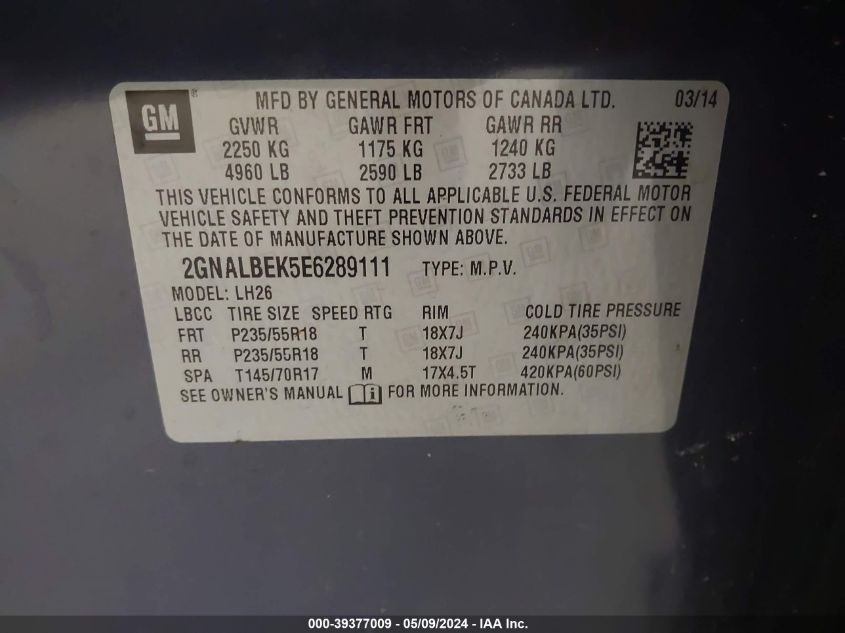 GM
®
MFD BY GENERAL MOTORS OF CANADA LTD. 03/14
GVWR GAWR FRT GAWR RR
2250 KG 1175 KG 1240 KG
4960 LB 2590 LB 2733 LB
THIS VEHICLE CONFORMS TO ALL APPLICABLE U.S. FEDERAL MOTOR
VEHICLE SAFETY AND THEFT PREVENTION STANDARDS IN EFFECT ON
THE DATE OF MANUFACTURE SHOWN ABOVE.
2GNALBEK5E6289111 TYPE: M.P.V.
MODEL: LH26
LBCC TIRE SIZE SPEED RTG RIM COLD TIRE PRESSURE
FRT P235/55R18 T 18X7J 240KPA(35PSI)
RR P235/55R18 T 18X7J 240KPA(35PSI)
SPA T145/70R17 M 17X4.5T 420KPA(60PSI)
SEE OWNER'S MANUAL i FOR MORE INFORMATION.
000-39377009 - 05/09/2024 - IAA Inc.